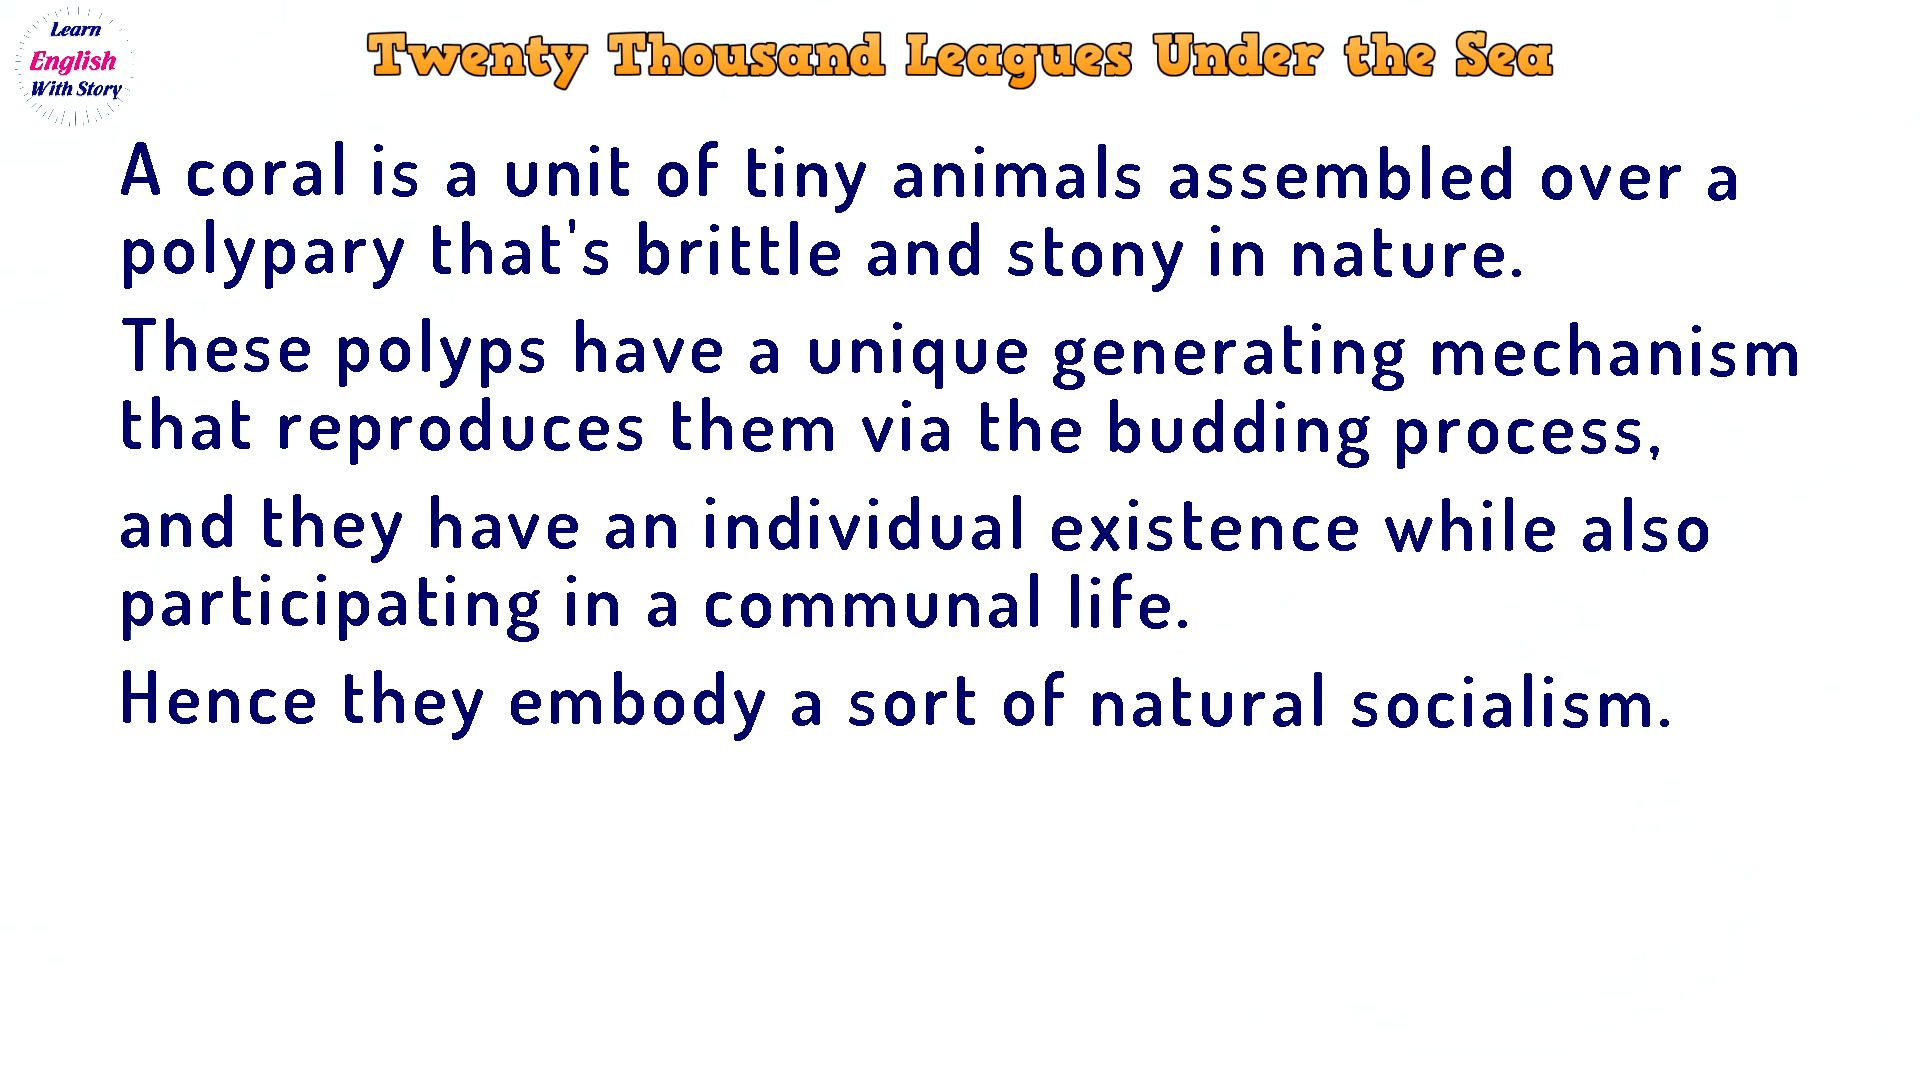 Learn
English
With Story
Twenty Thousand Leagues Under the Sea
A coral is a unit of tiny animals assembled over a
polypary that's brittle and stony in nature.
These polyps have a unique generating mechanism
that reproduces them via the budding process,
and they have an individual existence while also
participating in a communal life.
Hence they embody a sort of natural socialism.